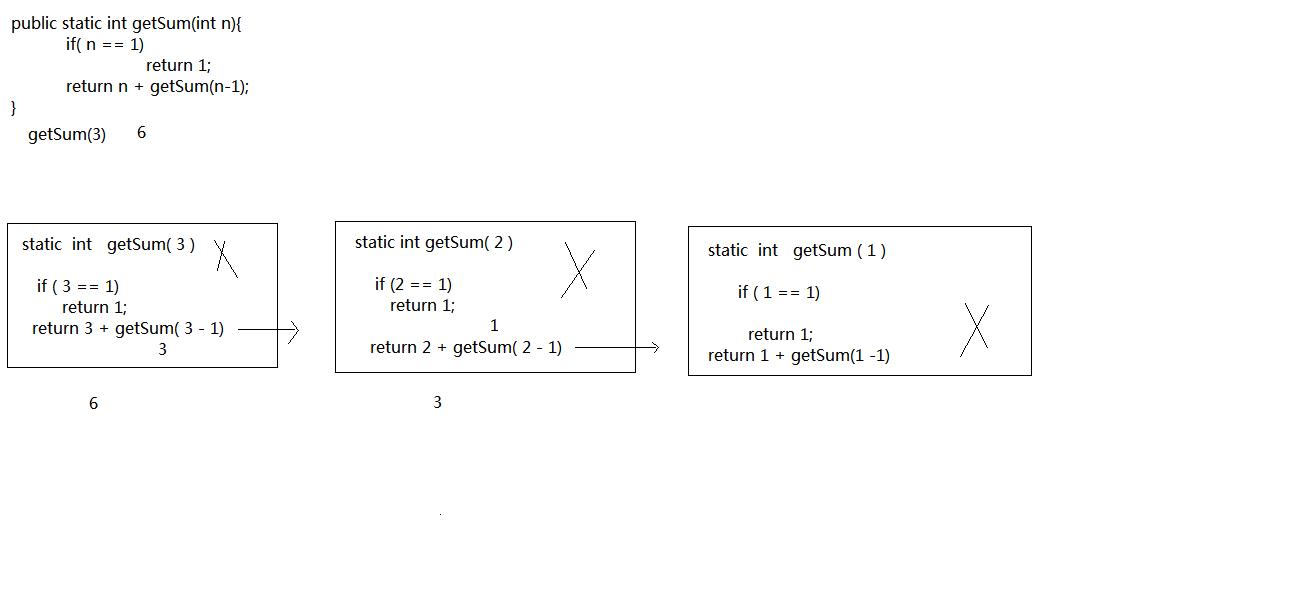 public static int getSum(int n){
if( n == 1)
return 1;
return n + getSum(n-1);
}
getSum(3) 6
static int getSum( 3 )
if ( 3 == 1)
return 1;
return 3 + getSum( 3 - 1)
3
6
static int getSum( 2 )
if (2 == 1)
return 1;
1
return 2 + getSum( 2 - 1)
3
static int getSum ( 1 )
if ( 1 == 1)
return 1;
return 1 + getSum(1 -1)